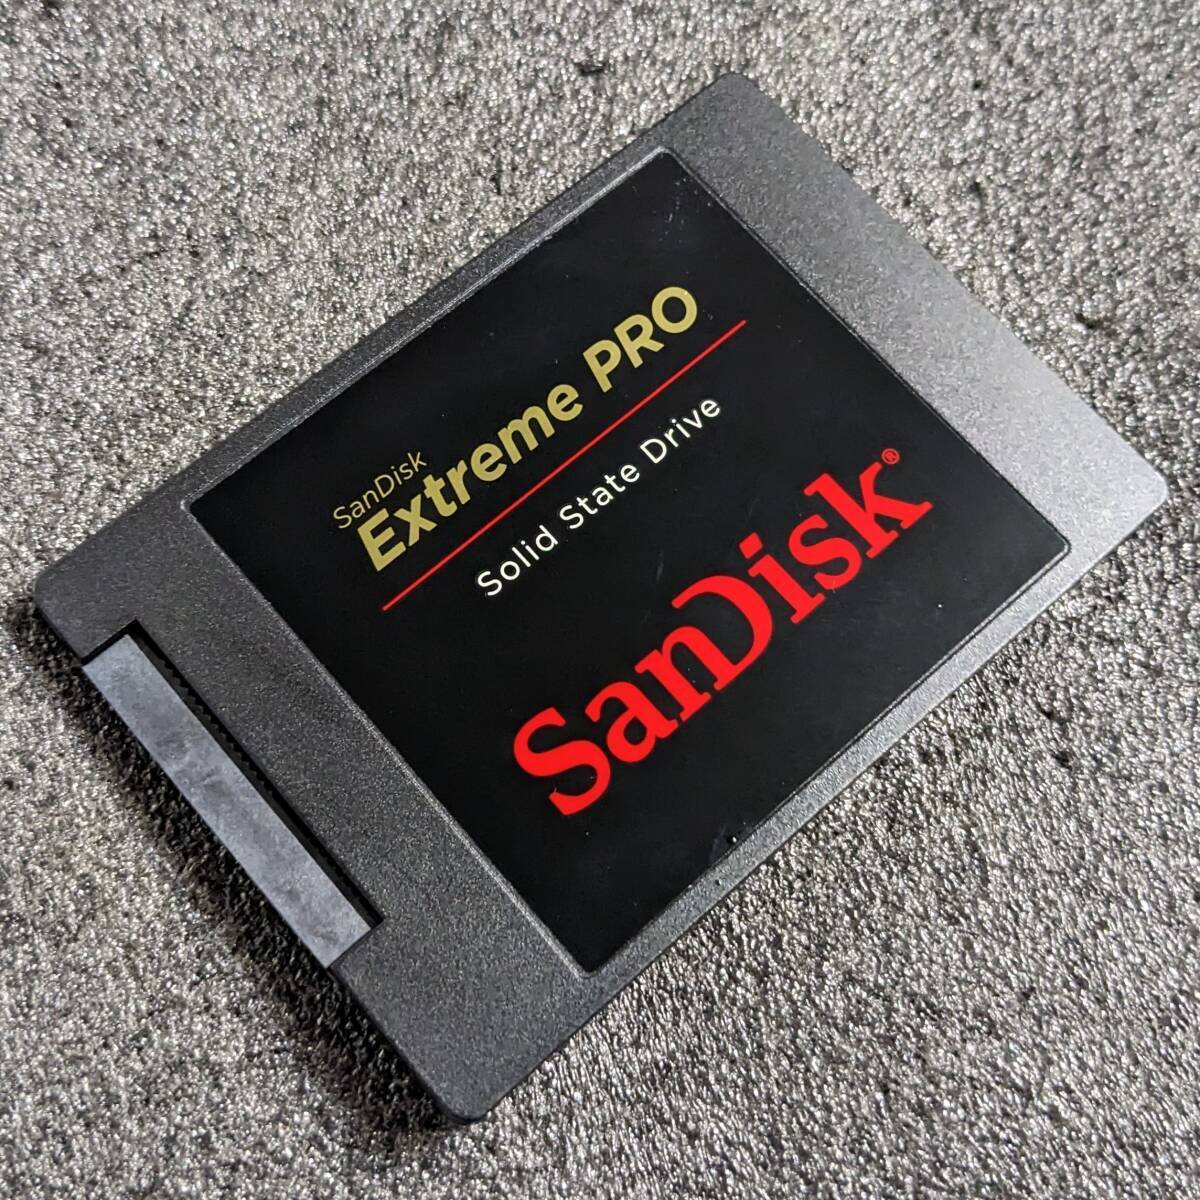 SanDisk
Extreme PRO
Solid State Drive
SanDisk®